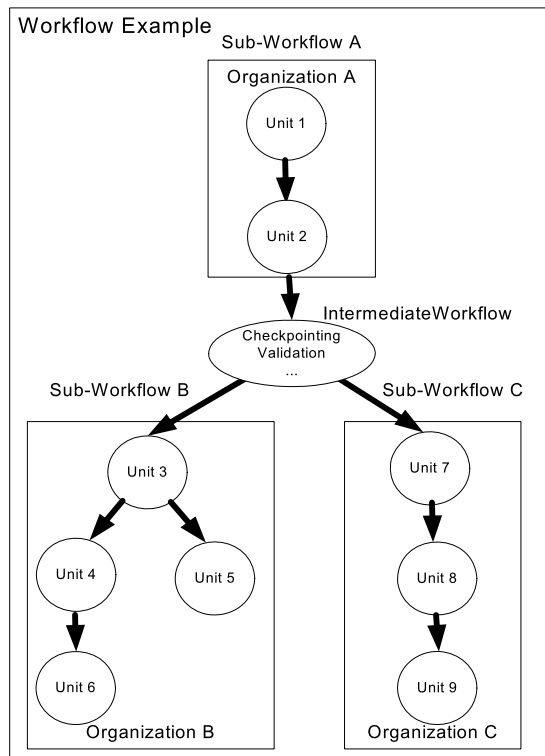 Workflow Example
Sub-Workflow A
Organization A
Unit 1
Unit 2
IntermediateWorkflow
Checkpointing
Validation
...
Sub-Workflow B
Sub-Workflow C
Unit 3
Unit 7
Unit 4
Unit 5
Unit 8
Unit 6
Unit 9
Organization B
Organization C